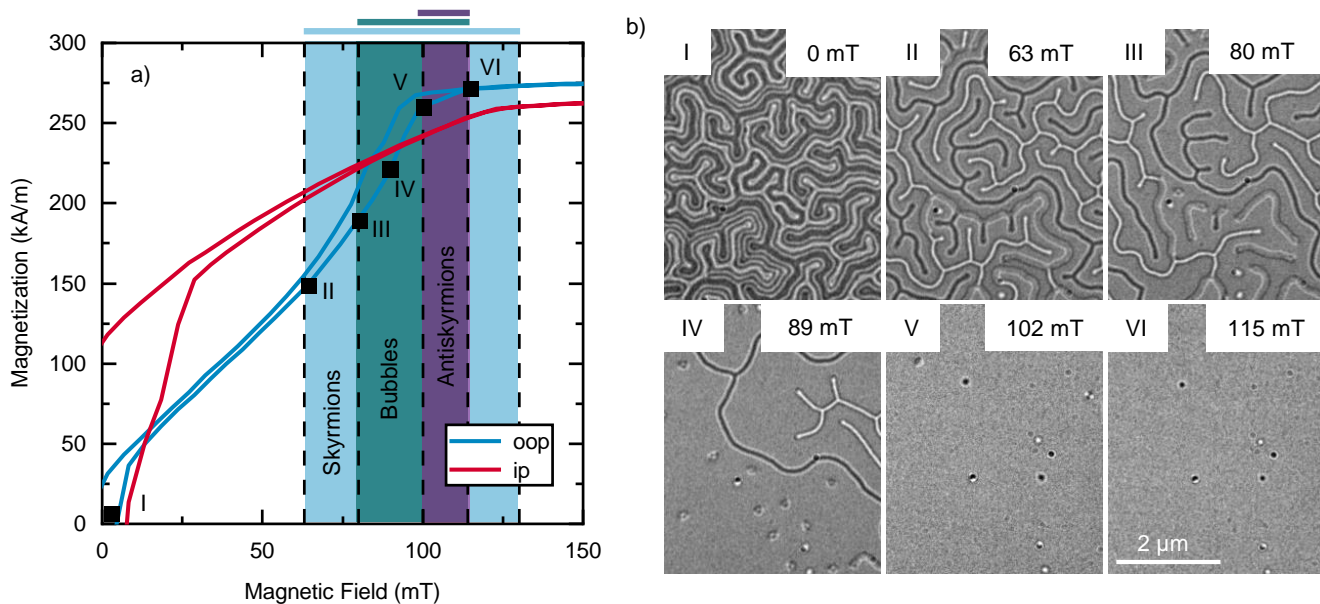 a)
300
250
200
150
100
50
0
Magnetization (kA/m)
0
50
100
150
Magnetic Field (mT)
I
II
III
IV
V
VI
Skyrmions
Bubbles
Antiskyrmions
oop
ip
b)
I 0 mT
II 63 mT
III 80 mT
IV 89 mT
V 102 mT
VI 115 mT
2 µm